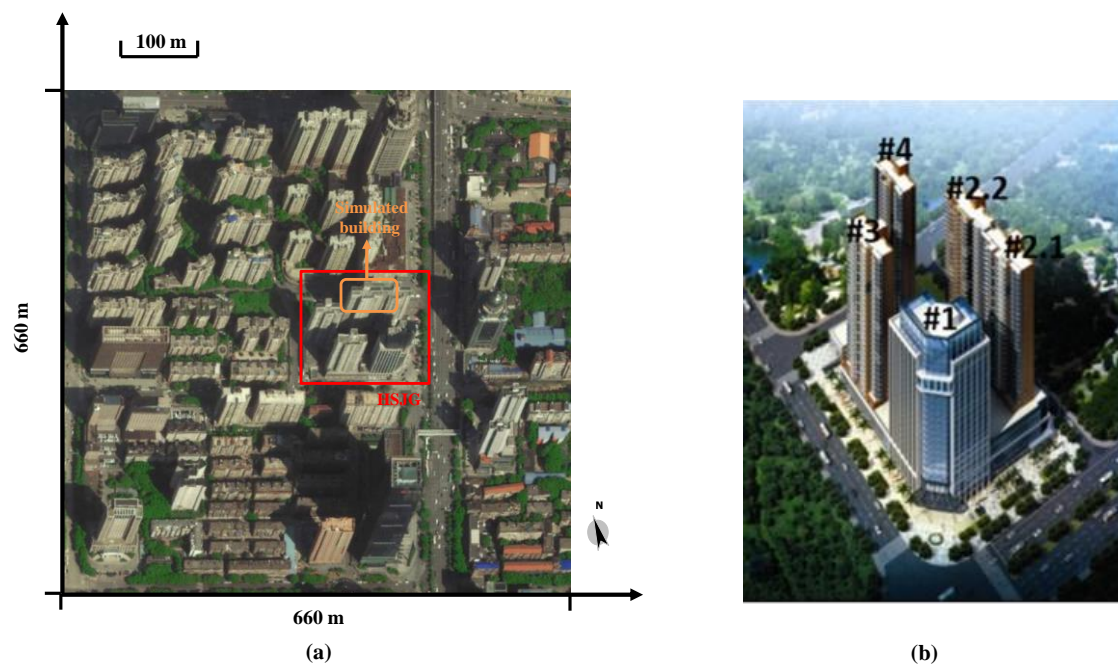 100 m
660 m
Simulated
building
HSJG
N
660 m
(a)
#4
#2.2
#3
#2.1
#1
(b)